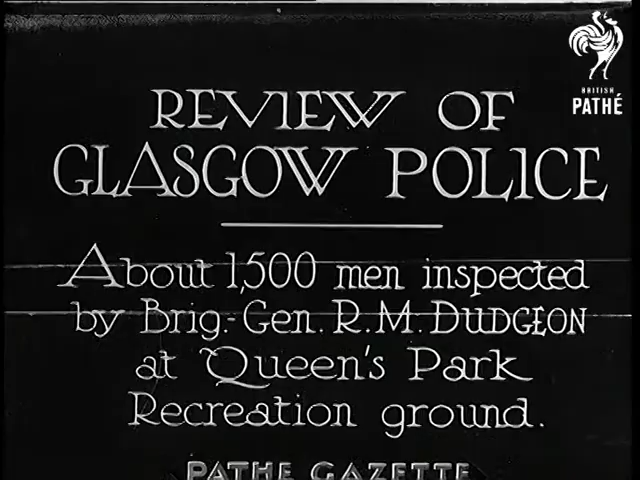 BRITISH
PATHÉ
REVIEW OF
GLASGOW POLICE
About 1,500 men inspected
by Brig.-Gen. R.M. DUDGEON
at Queen's Park
Recreation ground.
PATHE GAZETTE